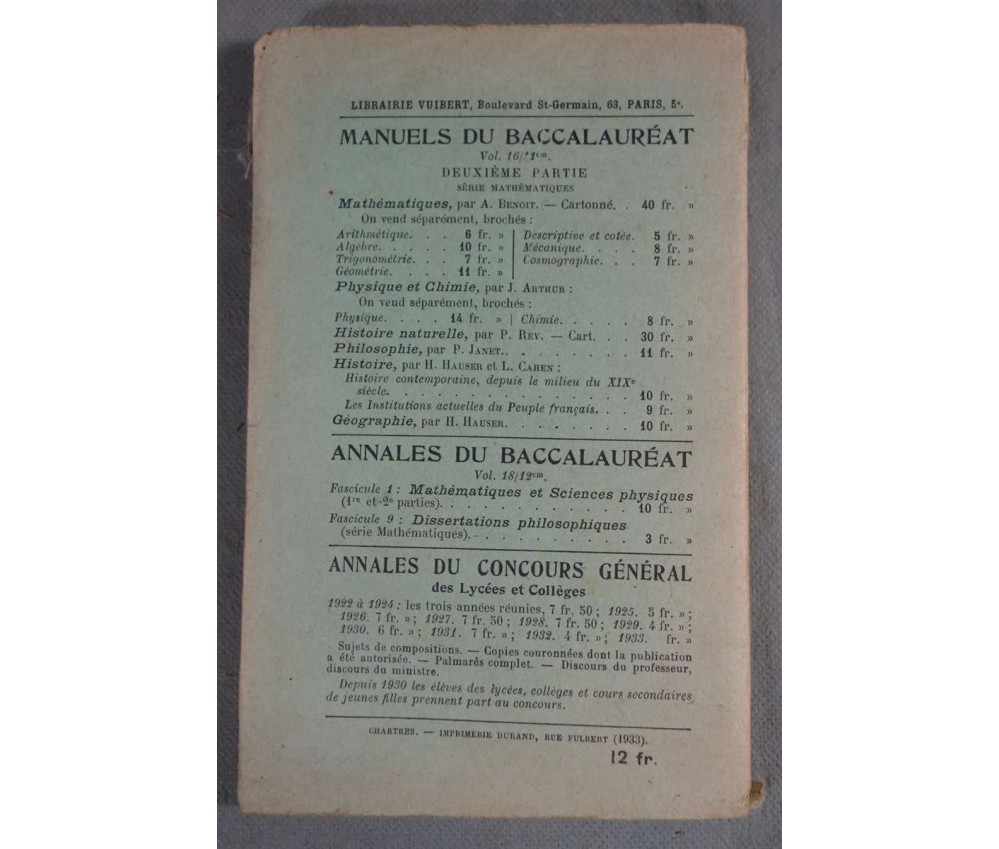 LIBRAIRIE VUIBERT, Boulevard St-Germain, 63, PARIS, 5e.
MANUELS DU BACCALAURÉAT
Vol. 16/11cm.
DEUXIÈME PARTIE
SÉRIE MATHÉMATIQUES
Mathématiques, par A. BENOIT. — Cartonné. . 40 fr. »
On vend séparément, brochés :
Arithmétique. . . 6 fr. » | Descriptive et cotée. 5 fr. »
Algèbre. . . . . 10 fr. » | Mécanique. . . . 8 fr. »
Trigonométrie. . . 7 fr. » | Cosmographie. . . 7 fr. »
Géométrie. . . . 11 fr. »
Physique et Chimie, par J. ARTHUR :
On vend séparément, brochés :
Physique. . . . 14 fr. » | Chimie. . . . . 8 fr. »
Histoire naturelle, par P. REY. — Cart. . . 30 fr. »
Philosophie, par P. JANET. . . . . . . . 11 fr. »
Histoire, par H. HAUSER et L. CAHEN :
Histoire contemporaine, depuis le milieu du XIXe
siècle. . . . . . . . . . . . . . 10 fr. »
Les Institutions actuelles du Peuple français. . . 9 fr. »
Géographie, par H. HAUSER. . . . . . . . 10 fr. »
ANNALES DU BACCALAURÉAT
Vol. 18/12cm.
Fascicule 1 : Mathématiques et Sciences physiques
(1re et 2e parties). . . . . . . . . . . 10 fr. »
Fascicule 9 : Dissertations philosophiques
(série Mathématiques). . . . . . . . . . 3 fr. »
ANNALES DU CONCOURS GÉNÉRAL
des Lycées et Collèges
1922 à 1924 : les trois années réunies, 7 fr. 50 ; 1925. 5 fr. » ;
1926. 7 fr. » ; 1927. 7 fr. 50 ; 1928. 7 fr. 50 ; 1929. 4 fr. » ;
1930. 6 fr. » ; 1931. 7 fr. » ; 1932. 4 fr. » ; 1933. fr. »
Sujets de compositions. — Copies couronnées dont la publication
a été autorisée. — Palmarès complet. — Discours du professeur,
discours du ministre.
Depuis 1930 les élèves des lycées, collèges et cours secondaires
de jeunes filles prennent part au concours.
CHARTRES. — IMPRIMERIE DURAND, RUE FULBERT (1933).
12 fr.